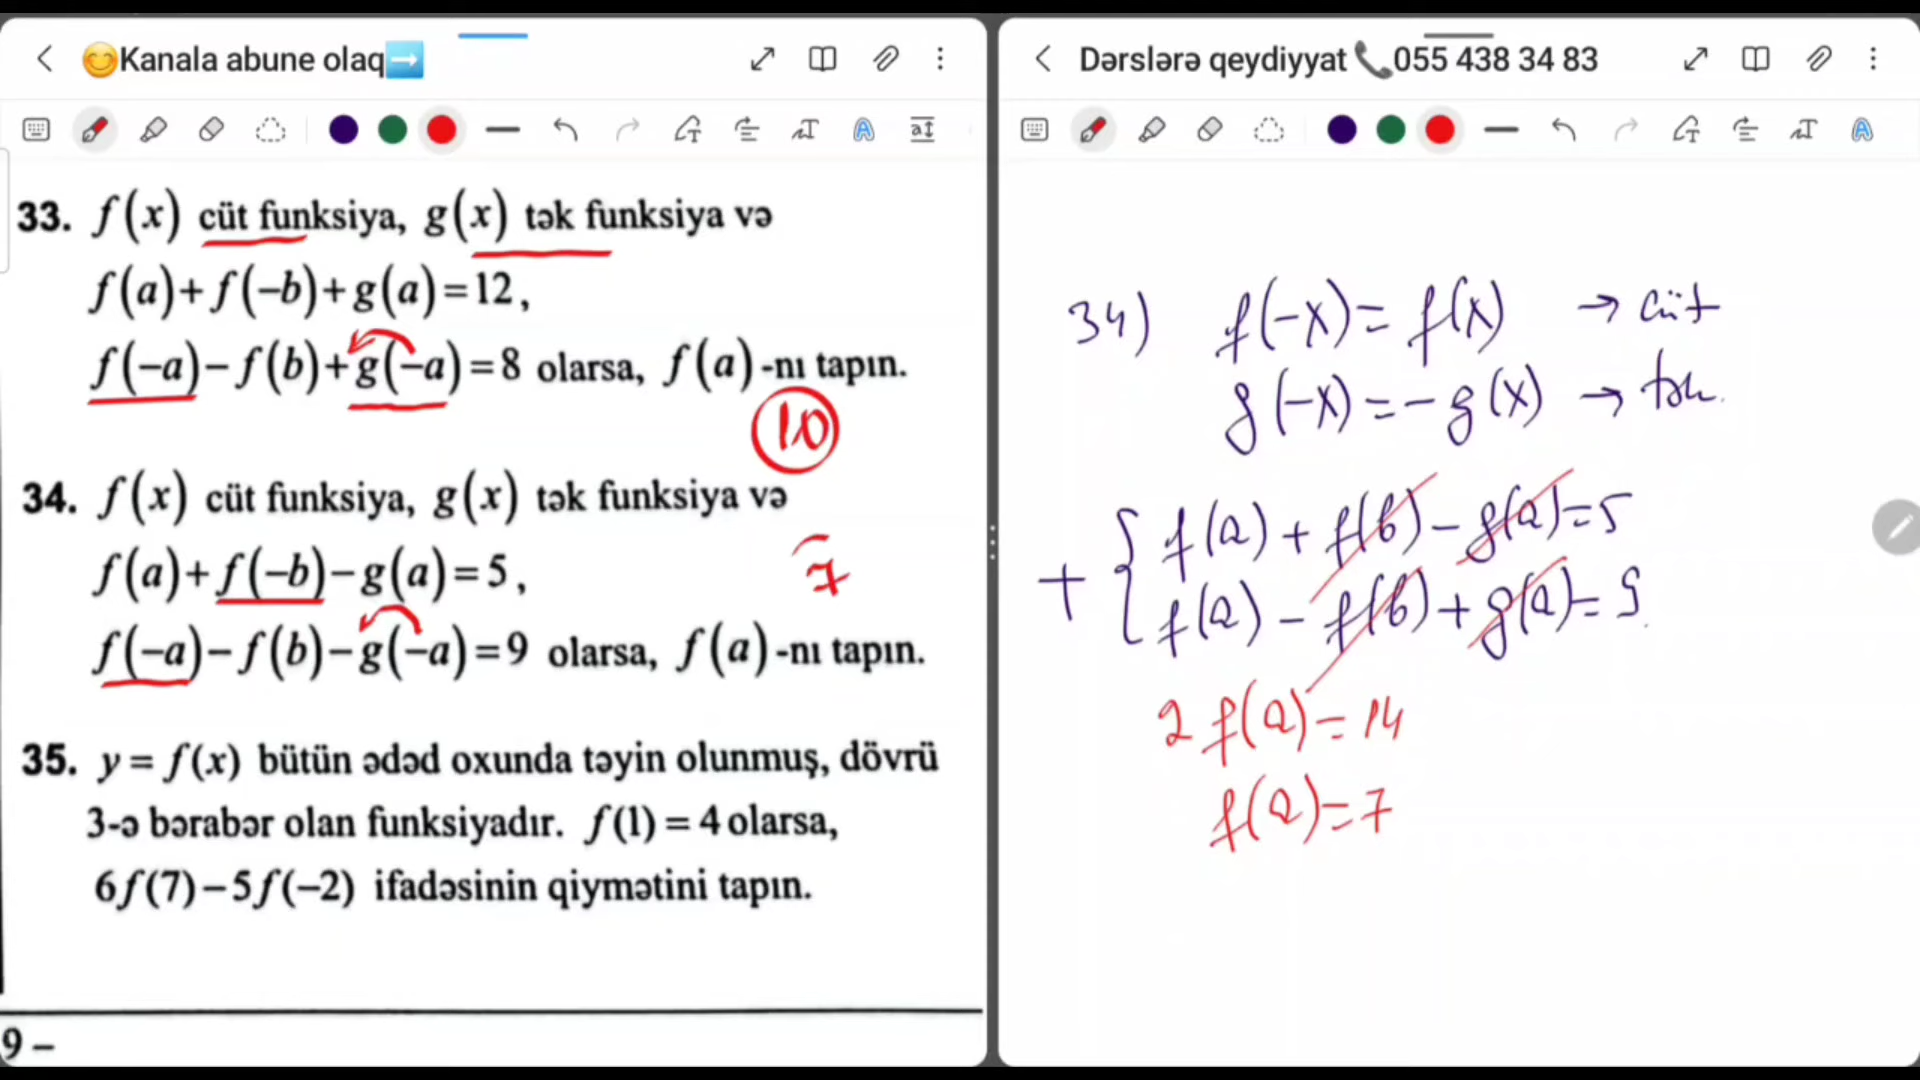 😊Kanala abune olaq➡️
33. f(x) cüt funksiya, g(x) tək funksiya və
f(a)+f(−b)+g(a)=12,
f(−a)−f(b)+g(−a)=8 olarsa, f(a)-nı tapın.
10
34. f(x) cüt funksiya, g(x) tək funksiya və
f(a)+f(−b)−g(a)=5,
7
f(−a)−f(b)−g(−a)=9 olarsa, f(a)-nı tapın.
35. y=f(x) bütün ədəd oxunda təyin olunmuş, dövrü
3-ə bərabər olan funksiyadır. f(1)=4 olarsa,
6f(7)−5f(−2) ifadəsinin qiymətini tapın.
9 –
Dərslərə qeydiyyat 📞055 438 34 83
34) f(-x)=f(x) → cüt
g(-x)=-g(x) → tək.
+ { f(a)+f(b)-g(a)=5
f(a)-f(b)+g(a)=9.
2f(a)=14
f(a)=7